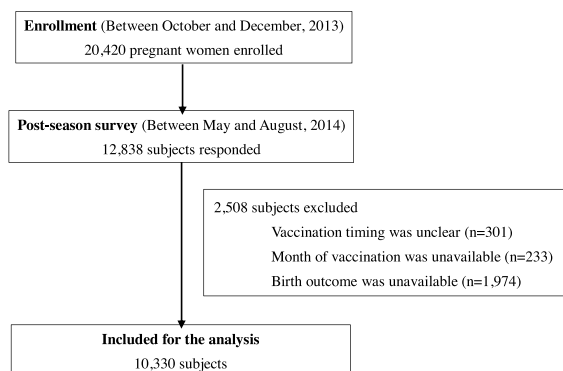 Enrollment (Between October and December, 2013)
20,420 pregnant women enrolled
Post-season survey (Between May and August, 2014)
12,838 subjects responded
2,508 subjects excluded
Vaccination timing was unclear (n=301)
Month of vaccination was unavailable (n=233)
Birth outcome was unavailable (n=1,974)
Included for the analysis
10,330 subjects